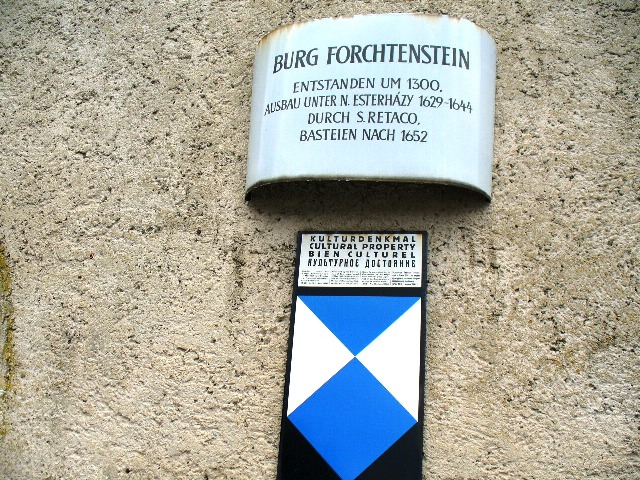 BURG FORCHTENSTEIN
ENTSTANDEN UM 1300.
AUSBAU UNTER N. ESTERHÁZY 1629-1644
DURCH S. RETACO.
BASTEIEN NACH 1652
KULTURDENKMAL
CULTURAL PROPERTY
BIEN CULTUREL
КУЛЬТУРНОЕ ДОСТОЯНИЕ